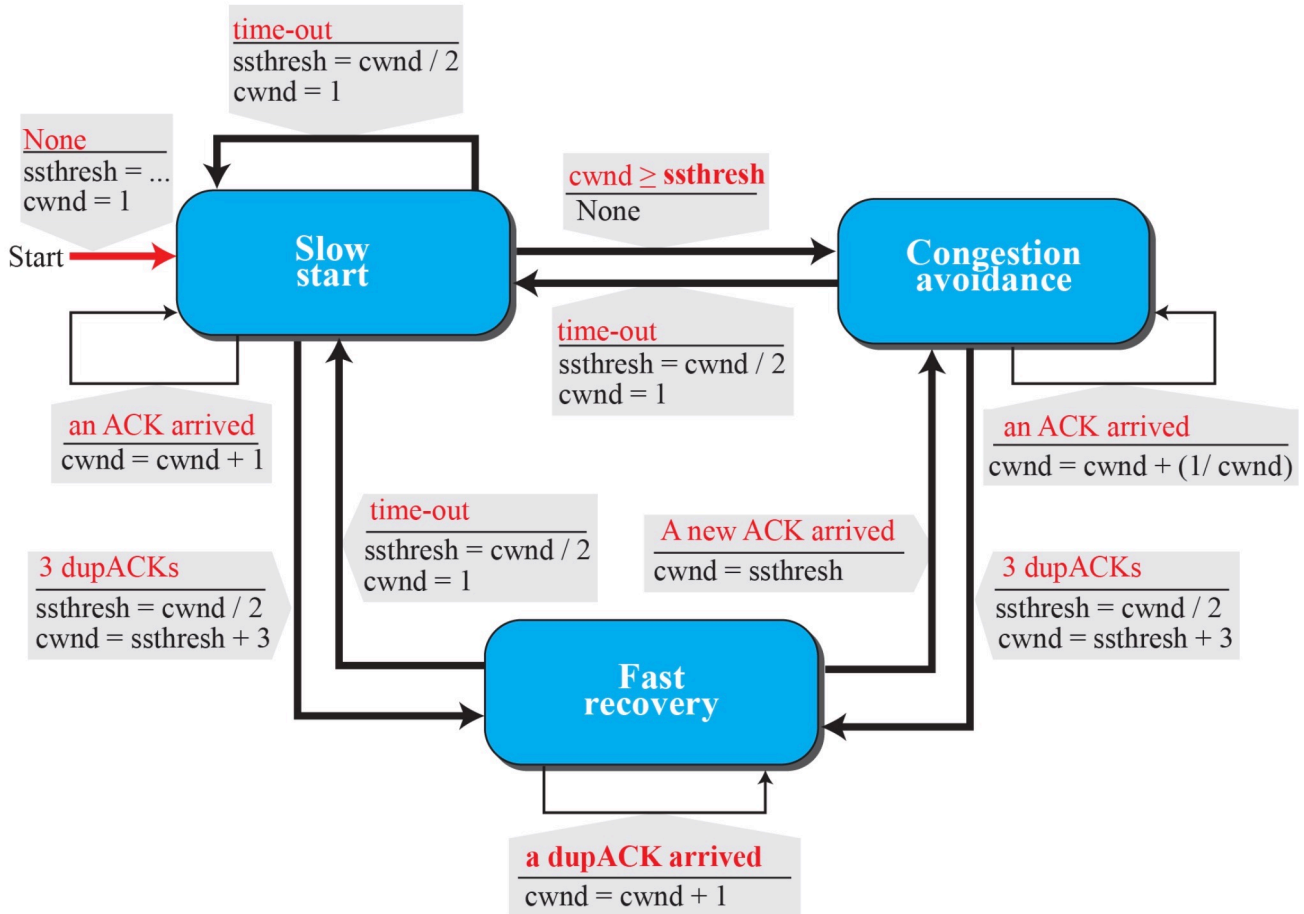 time-out
ssthresh = cwnd / 2
cwnd = 1
None
ssthresh = ...
cwnd = 1
Start
Slow
start
cwnd ≥ ssthresh
None
Congestion
avoidance
time-out
ssthresh = cwnd / 2
cwnd = 1
an ACK arrived
cwnd = cwnd + 1
an ACK arrived
cwnd = cwnd + (1/ cwnd)
3 dupACKs
ssthresh = cwnd / 2
cwnd = ssthresh + 3
time-out
ssthresh = cwnd / 2
cwnd = 1
A new ACK arrived
cwnd = ssthresh
3 dupACKs
ssthresh = cwnd / 2
cwnd = ssthresh + 3
Fast
recovery
a dupACK arrived
cwnd = cwnd + 1